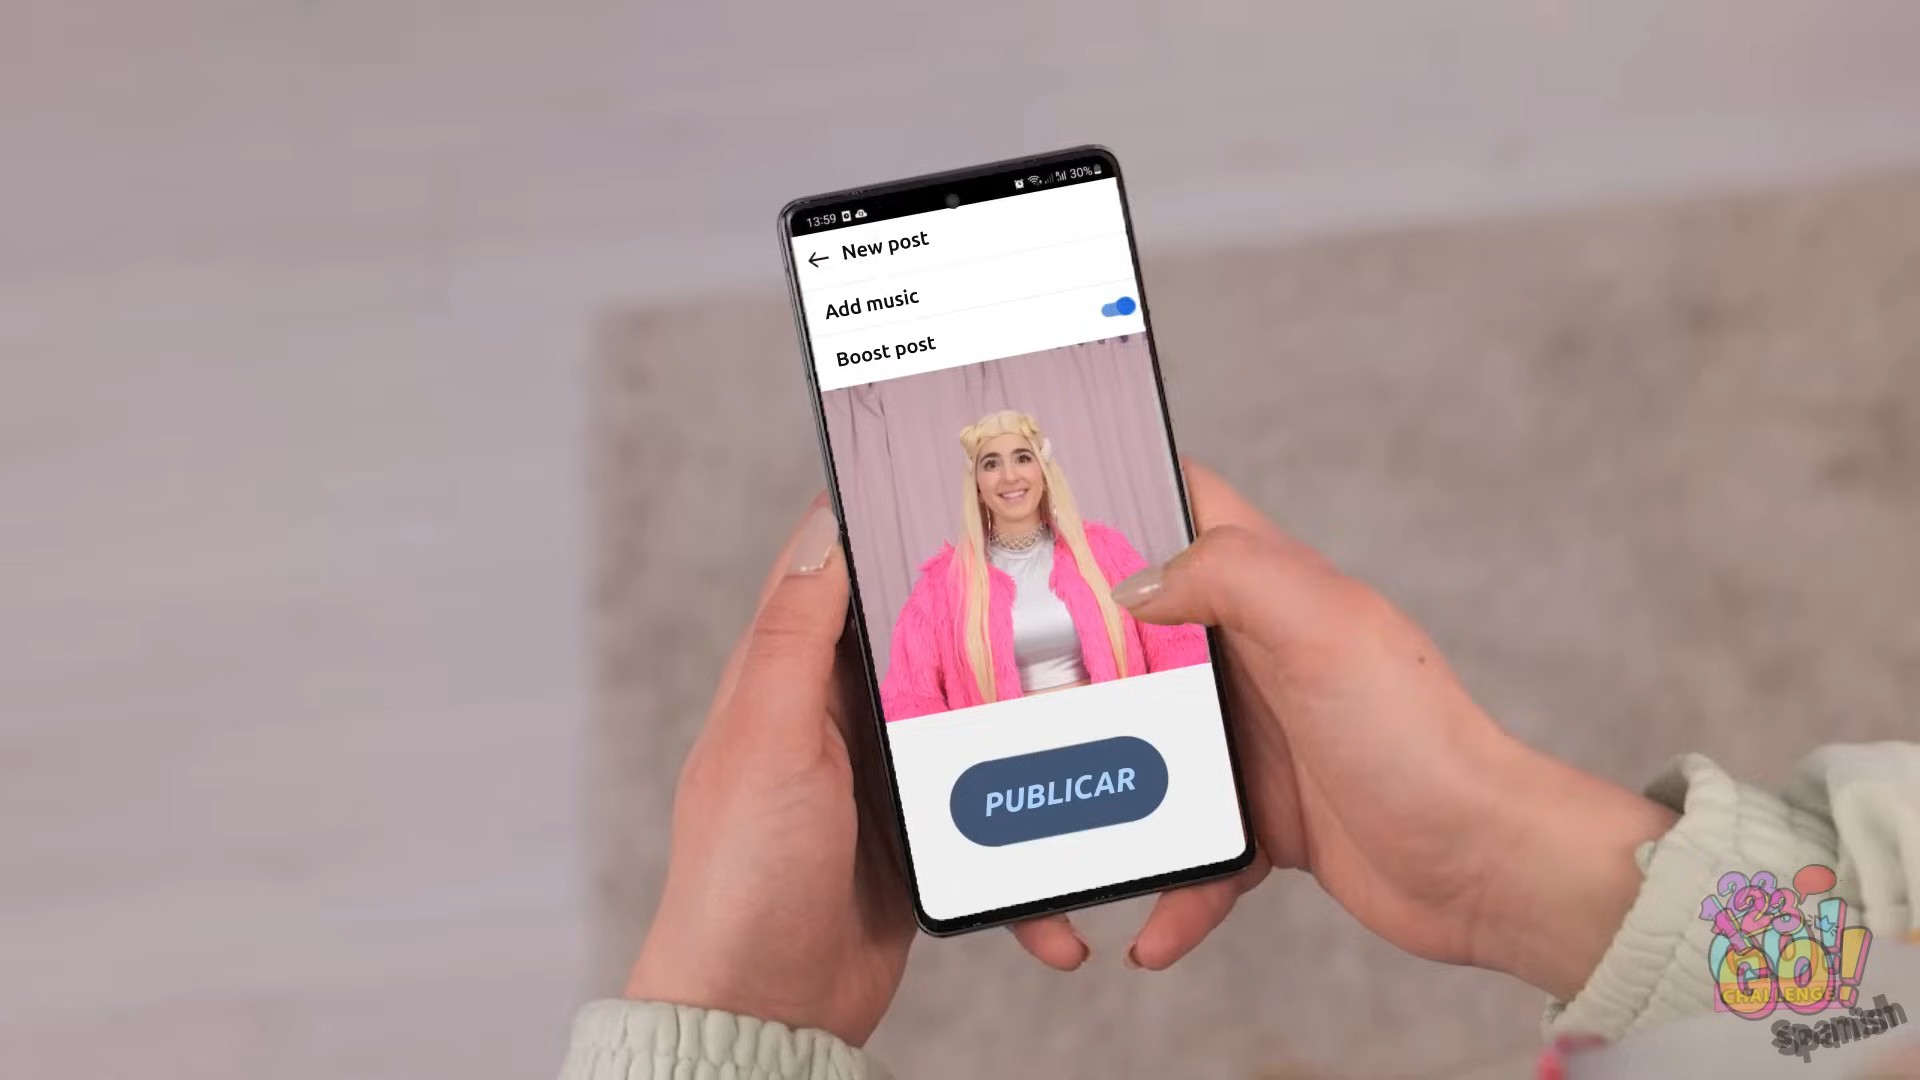 13:59
30%
New post
Add music
Boost post
PUBLICAR
123
GO!
CHALLENGE
Spanish